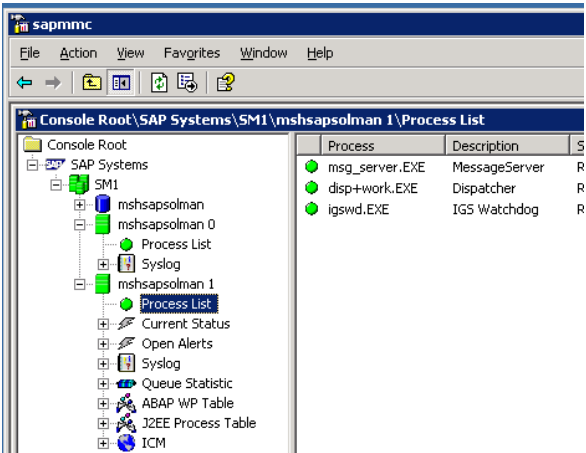 sapmmc
File Action View Favorites Window Help
Console Root\SAP Systems\SM1\mshsapsolman 1\Process List
Console Root
SAP SAP Systems
SM1
mshsapsolman
mshsapsolman 0
Process List
Syslog
mshsapsolman 1
Process List
Current Status
Open Alerts
Syslog
Queue Statistic
ABAP WP Table
J2EE Process Table
ICM
Process Description S
msg_server.EXE MessageServer R
disp+work.EXE Dispatcher R
igswd.EXE IGS Watchdog R